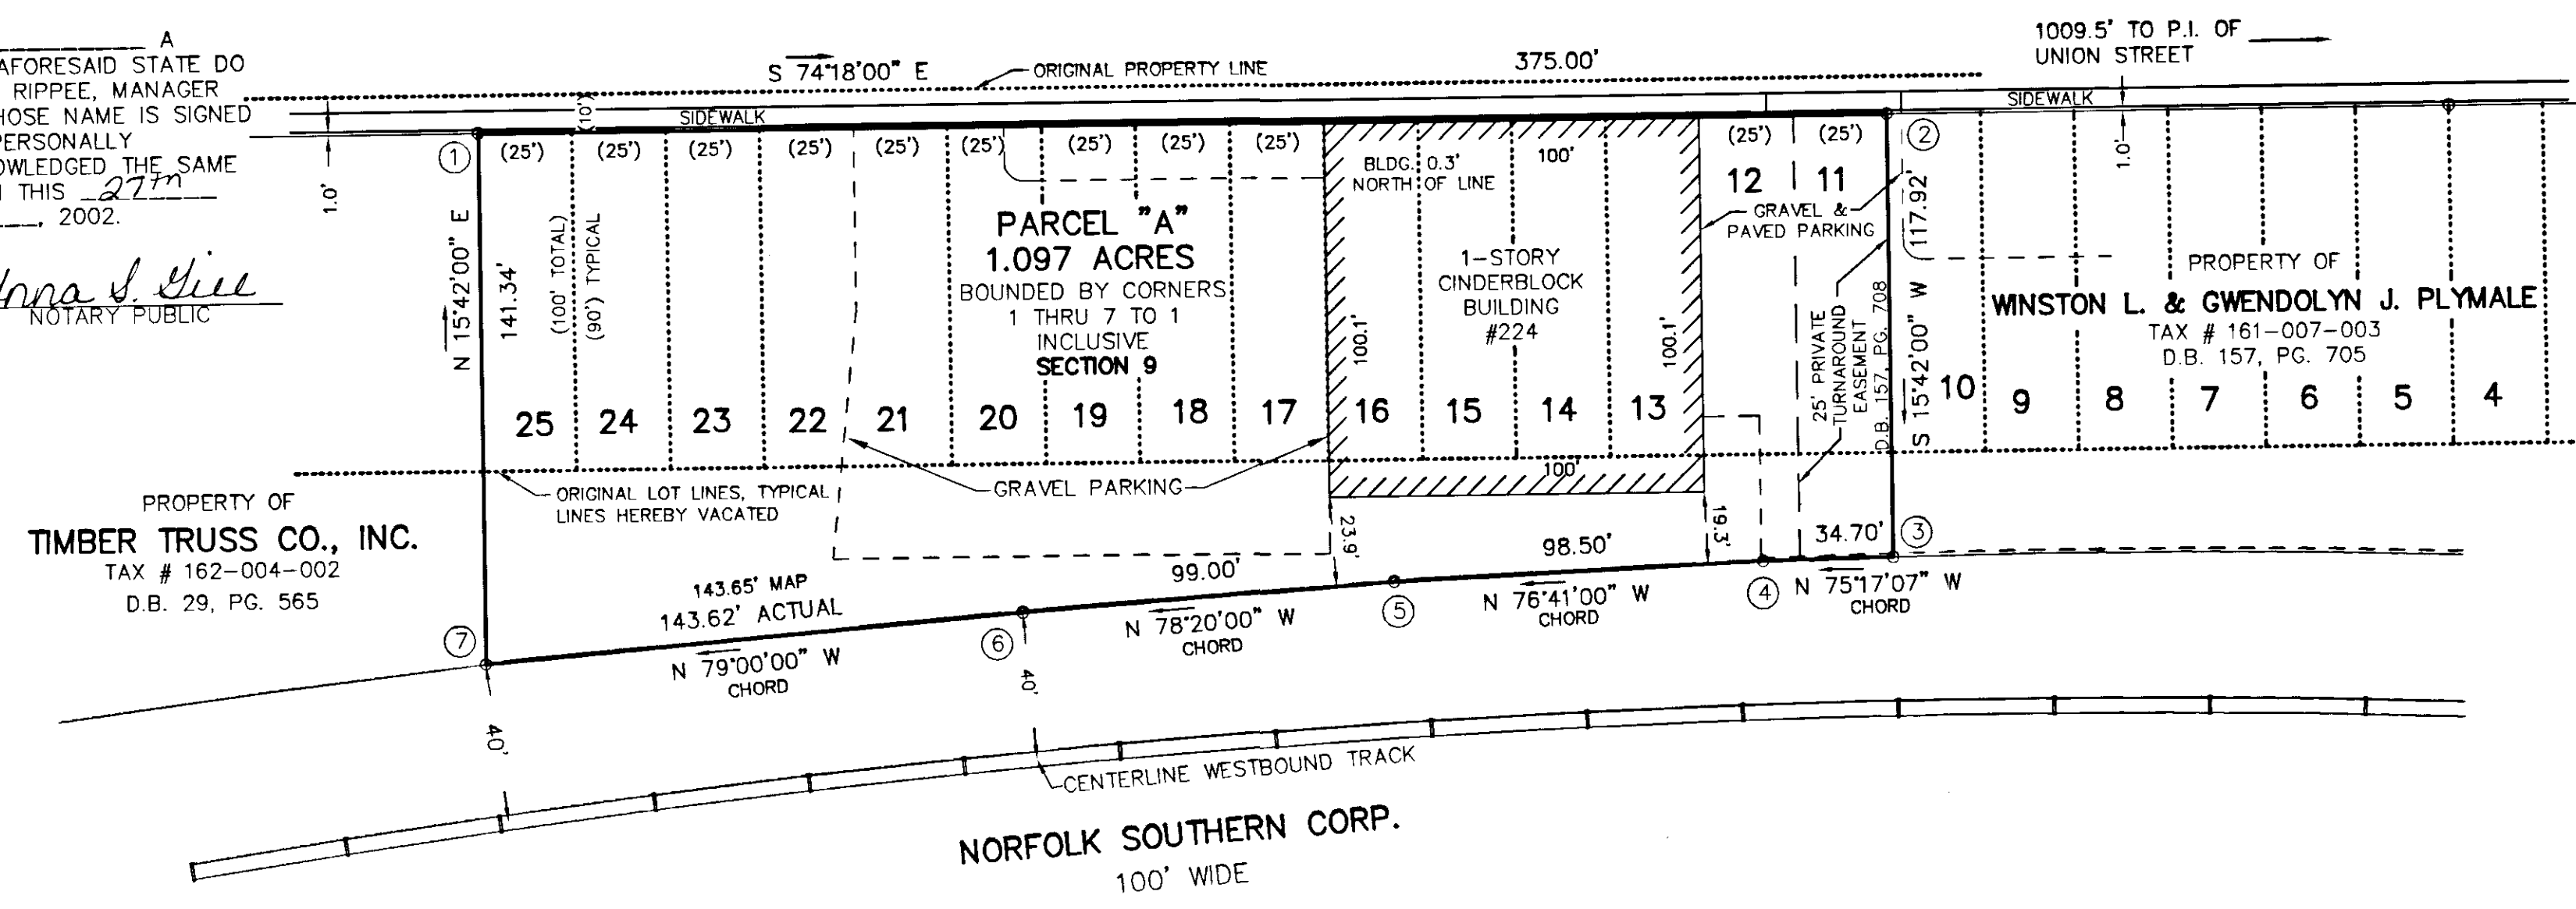 A
AFORESAID STATE DO
RIPPEE, MANAGER
HOSE NAME IS SIGNED
PERSONALLY
OWLEDGED THE SAME
THIS 27th
, 2002.
NOTARY PUBLIC
S 74°18'00" E
ORIGINAL PROPERTY LINE
375.00'
1009.5' TO P.I. OF
UNION STREET
SIDEWALK
SIDEWALK
(10')
1.0'
1.0'
1
2
(25')
(25')
(25')
(25')
(25')
(25')
(25')
(25')
(25')
100'
(25')
(25')
BLDG. 0.3'
NORTH OF LINE
12
11
GRAVEL &
PAVED PARKING
N 15°42'00" E
141.34'
(100' TOTAL)
(90') TYPICAL
PARCEL "A"
1.097 ACRES
BOUNDED BY CORNERS
1 THRU 7 TO 1
INCLUSIVE
SECTION 9
1-STORY
CINDERBLOCK
BUILDING
#224
100.1'
100.1'
25' PRIVATE
TURNAROUND
EASEMENT
D.B. 157, PG. 708
117.92'
S 15°42'00" W
PROPERTY OF
WINSTON L. & GWENDOLYN J. PLYMALE
TAX # 161-007-003
D.B. 157, PG. 705
25
24
23
22
21
20
19
18
17
16
15
14
13
10
9
8
7
6
5
4
100'
ORIGINAL LOT LINES, TYPICAL
LINES HEREBY VACATED
GRAVEL PARKING
PROPERTY OF
TIMBER TRUSS CO., INC.
TAX # 162-004-002
D.B. 29, PG. 565
23.9'
19.3'
143.65' MAP
143.62' ACTUAL
99.00'
98.50'
34.70'
3
4
5
6
7
N 79°00'00" W
CHORD
N 78°20'00" W
CHORD
N 76°41'00" W
CHORD
N 75°17'07" W
CHORD
40'
40'
CENTERLINE WESTBOUND TRACK
NORFOLK SOUTHERN CORP.
100' WIDE